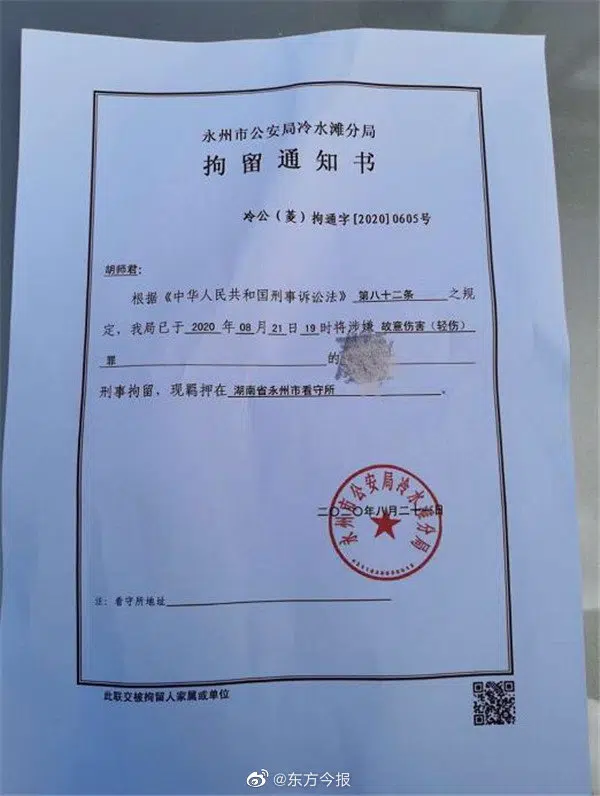 永州市公安局冷水滩分局
拘留通知书
冷公（菱）拘通字[2020]0605号
胡师君：
根据《中华人民共和国刑事诉讼法》第八十二条之规
定，我局已于2020年08月21日19时将涉嫌故意伤害（轻伤）
罪的
刑事拘留，现羁押在湖南省永州市看守所。
二〇二〇年八月二十 日
永州市公安局冷水滩分局
注：看守所地址
此联交被拘留人家属或单位
@东方今报